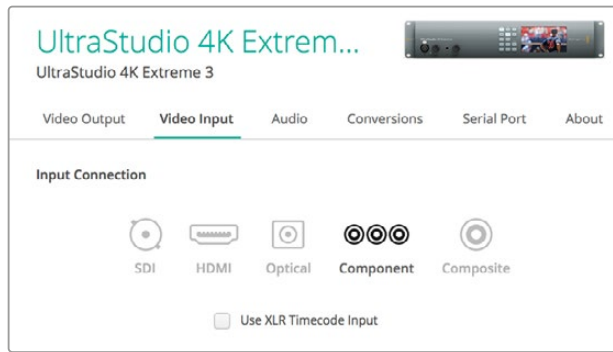 UltraStudio 4K Extrem...
UltraStudio 4K Extreme 3
Video Output Video Input Audio Conversions Serial Port About
Input Connection
SDI HDMI Optical Component Composite
Use XLR Timecode Input